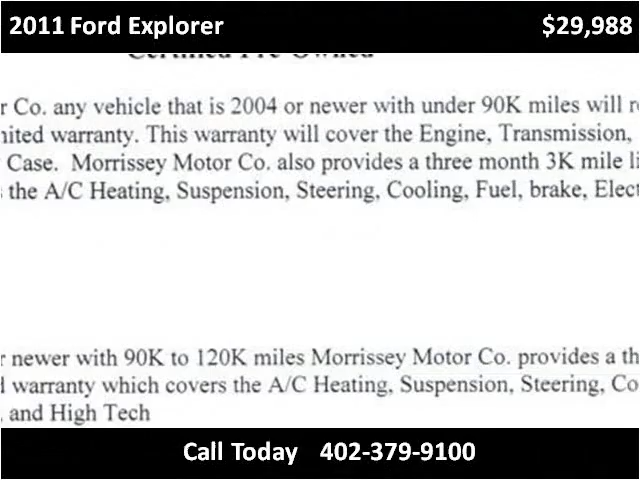 2011 Ford Explorer $29,988
Certified Pre-Owned
r Co. any vehicle that is 2004 or newer with under 90K miles will r
nited warranty. This warranty will cover the Engine, Transmission,
Case. Morrissey Motor Co. also provides a three month 3K mile li
the A/C Heating, Suspension, Steering, Cooling, Fuel, brake, Elect
r newer with 90K to 120K miles Morrissey Motor Co. provides a th
d warranty which covers the A/C Heating, Suspension, Steering, Co
, and High Tech
Call Today 402-379-9100